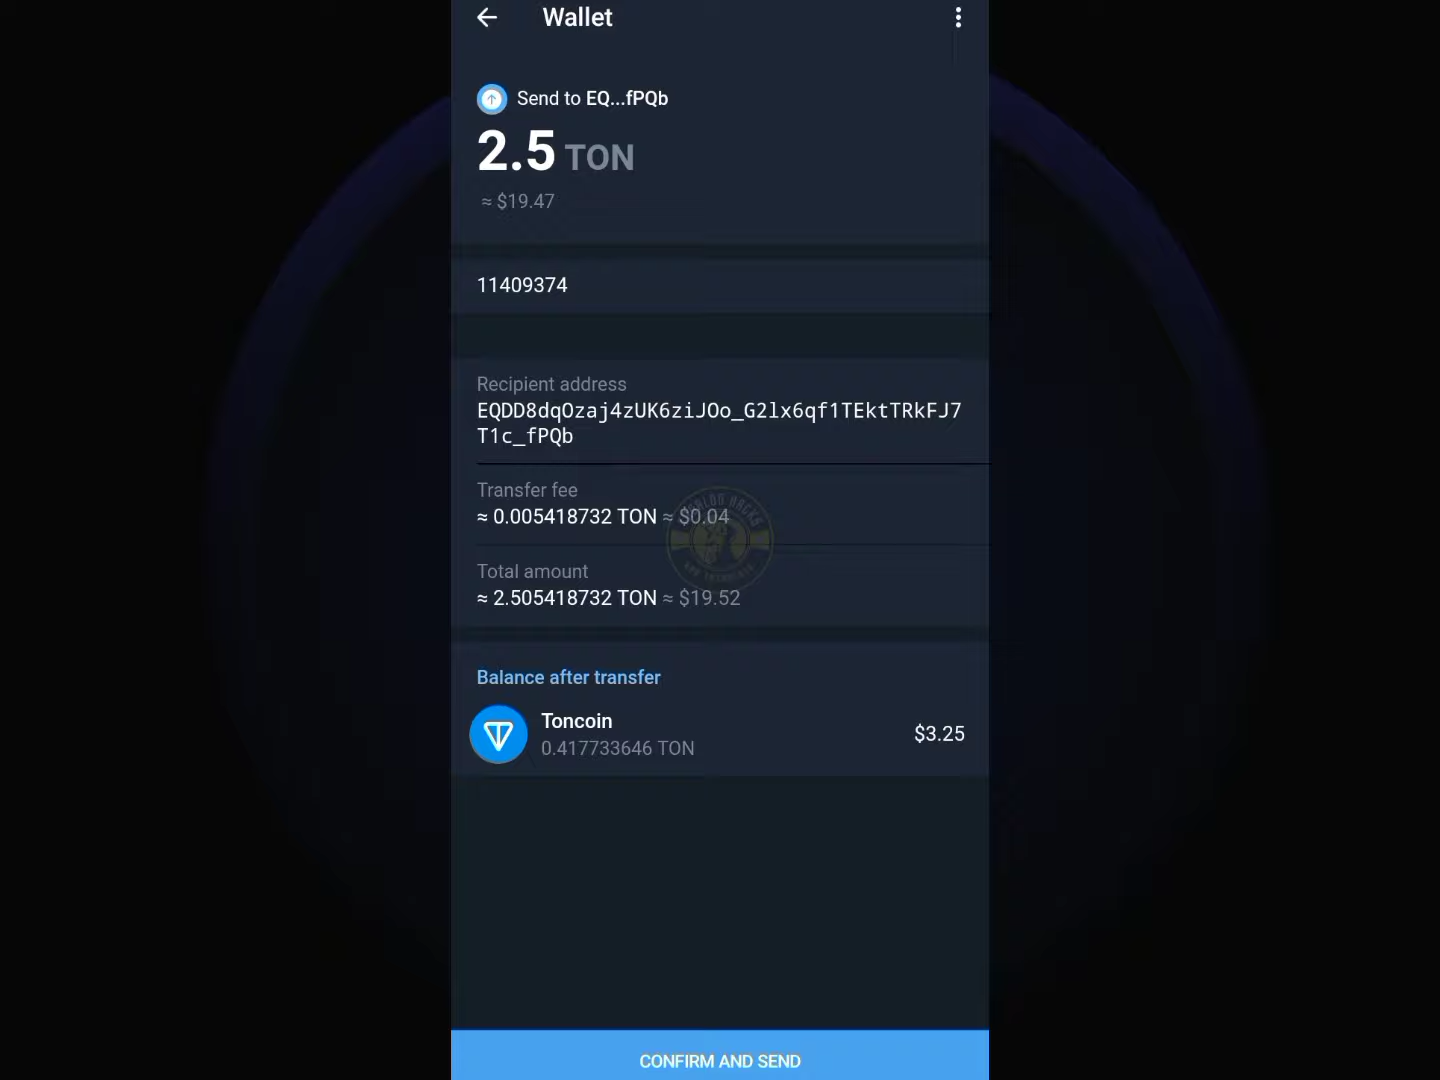 Wallet
Send to EQ...fPQb
2.5 TON
≈ $19.47
11409374
Recipient address
EQDD8dqOzaj4zUK6ziJOo_G2lx6qf1TEktTRkFJ7
T1c_fPQb
Transfer fee
≈ 0.005418732 TON ≈ $0.04
Total amount
≈ 2.505418732 TON ≈ $19.52
Balance after transfer
Toncoin
0.417733646 TON
$3.25
CONFIRM AND SEND